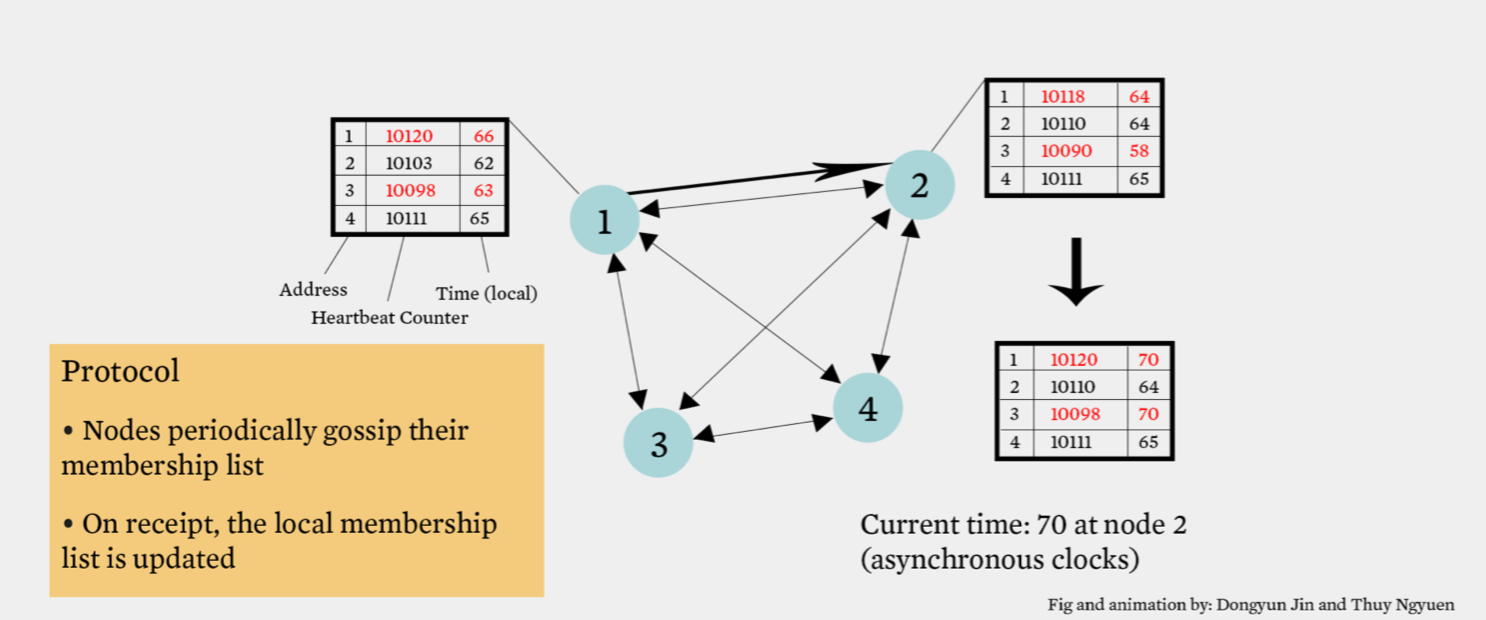 1 10118 64
2 10110 64
3 10090 58
4 10111 65
1 10120 66
2 10103 62
3 10098 63
4 10111 65
Address
Time (local)
Heartbeat Counter
1
2
3
4
1 10120 70
2 10110 64
3 10098 70
4 10111 65
Protocol
• Nodes periodically gossip their
membership list
• On receipt, the local membership
list is updated
Current time: 70 at node 2
(asynchronous clocks)
Fig and animation by: Dongyun Jin and Thuy Ngyuen